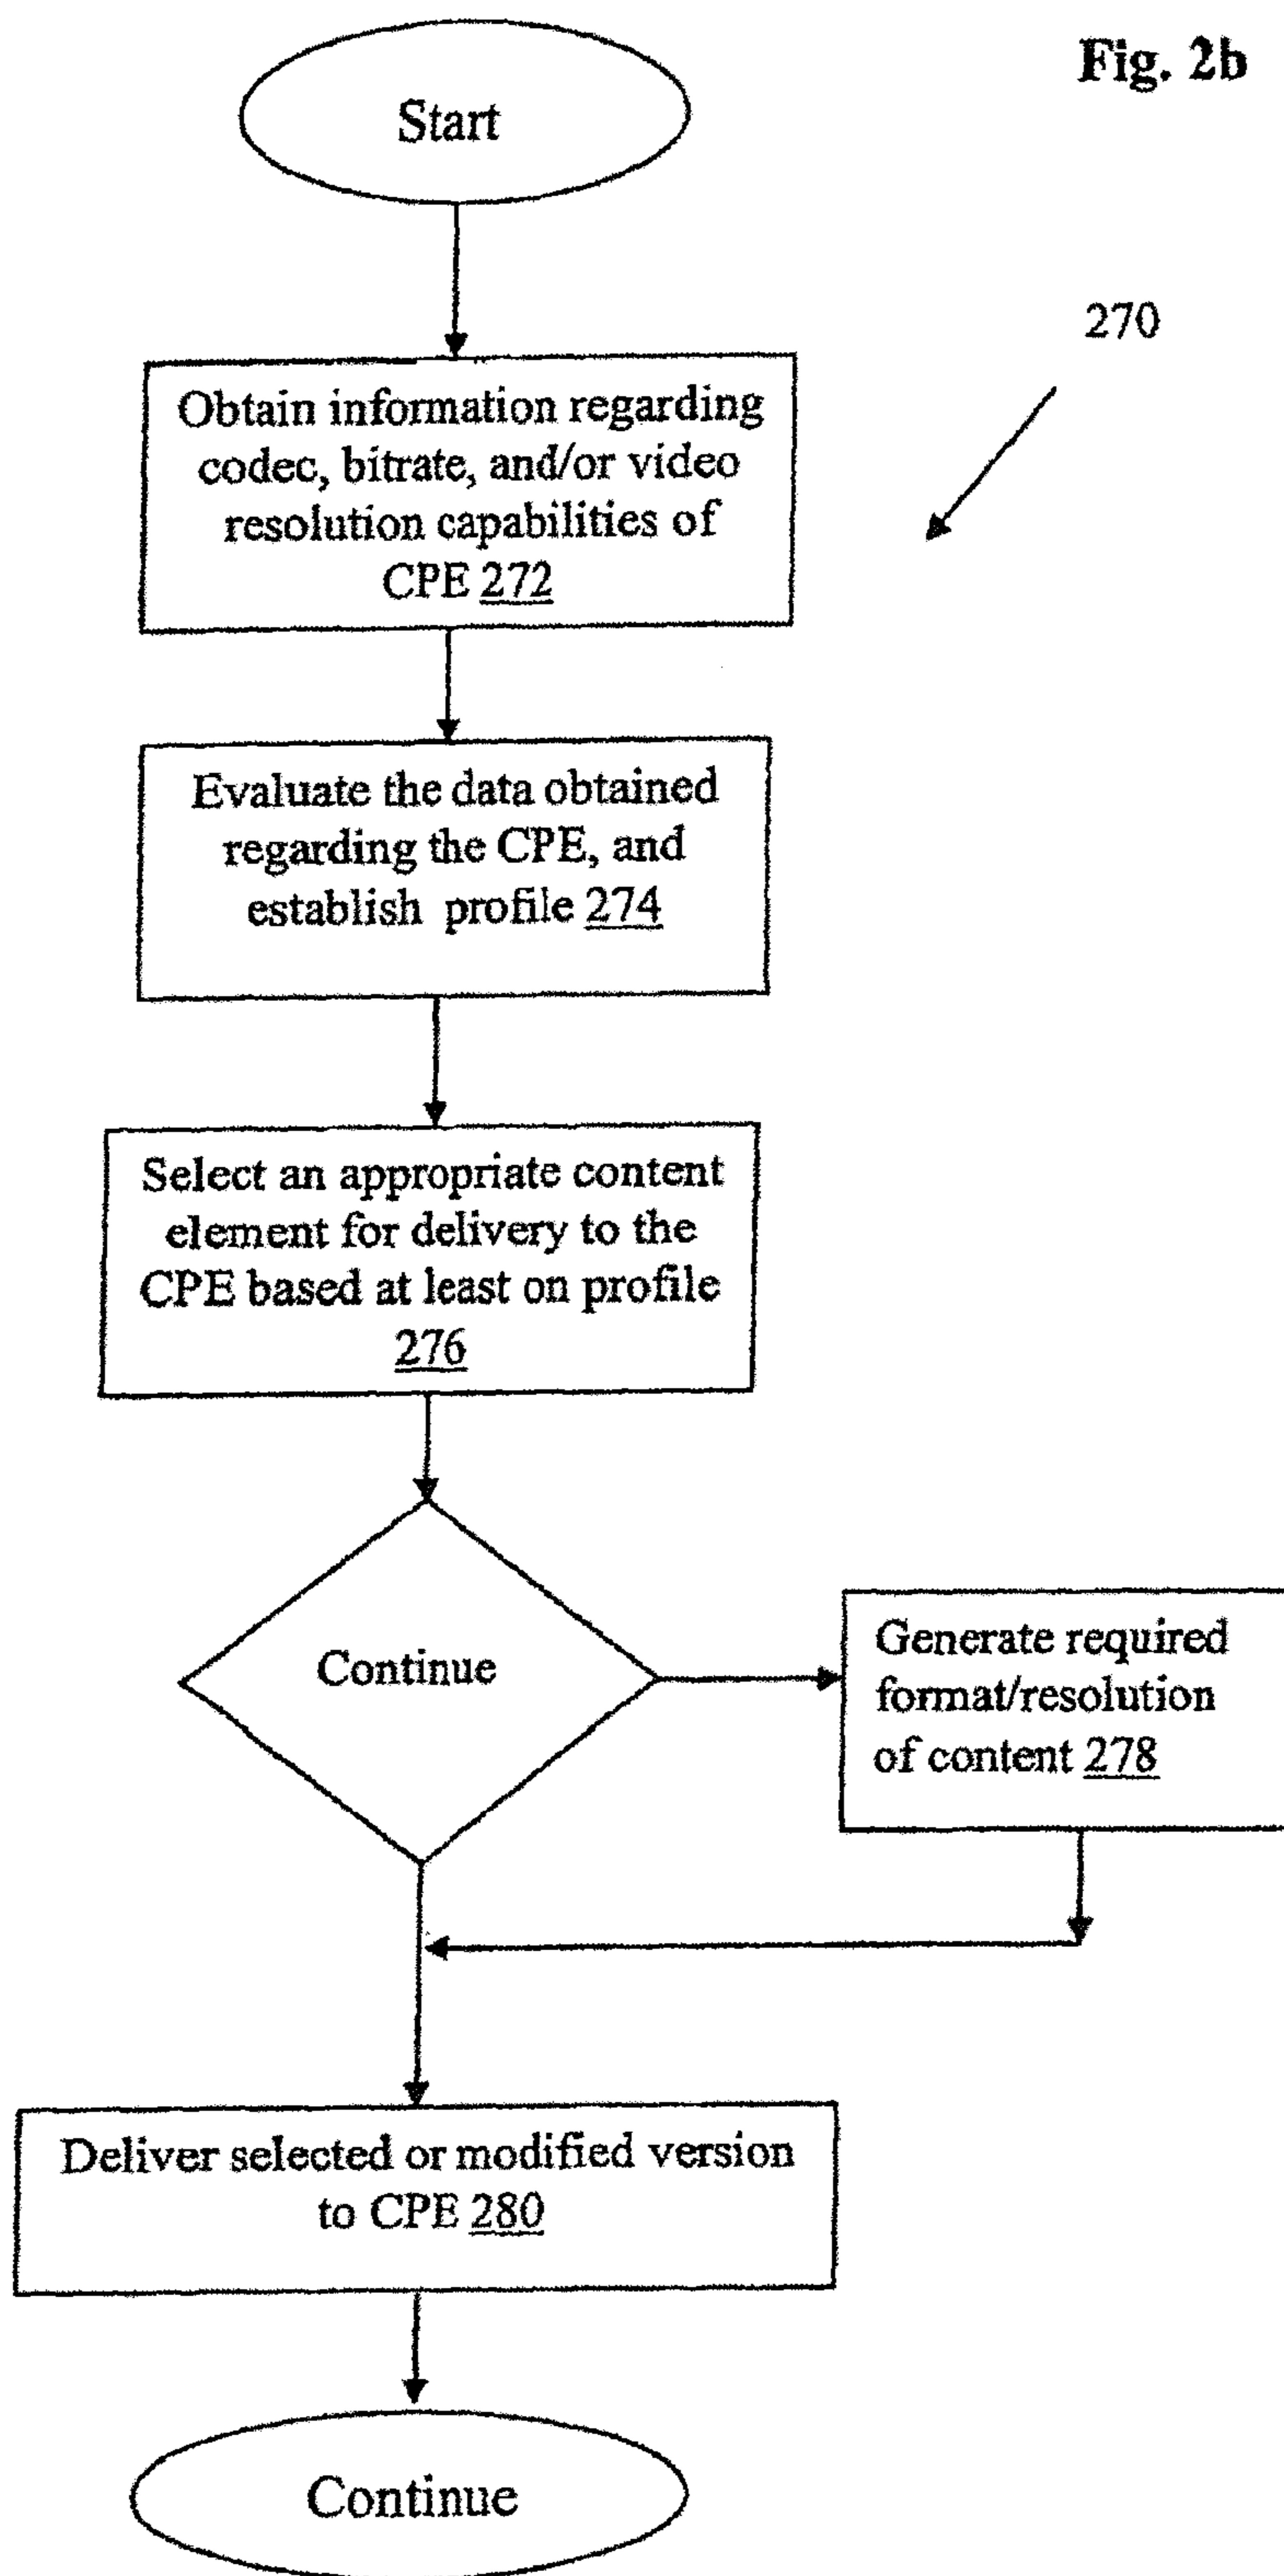 Fig. 2b
Start
270
Obtain information regarding
codec, bitrate, and/or video
resolution capabilities of
CPE 272
Evaluate the data obtained
regarding the CPE, and
establish profile 274
Select an appropriate content
element for delivery to the
CPE based at least on profile
276
Continue
Generate required
format/resolution
of content 278
Deliver selected or modified version
to CPE 280
Continue